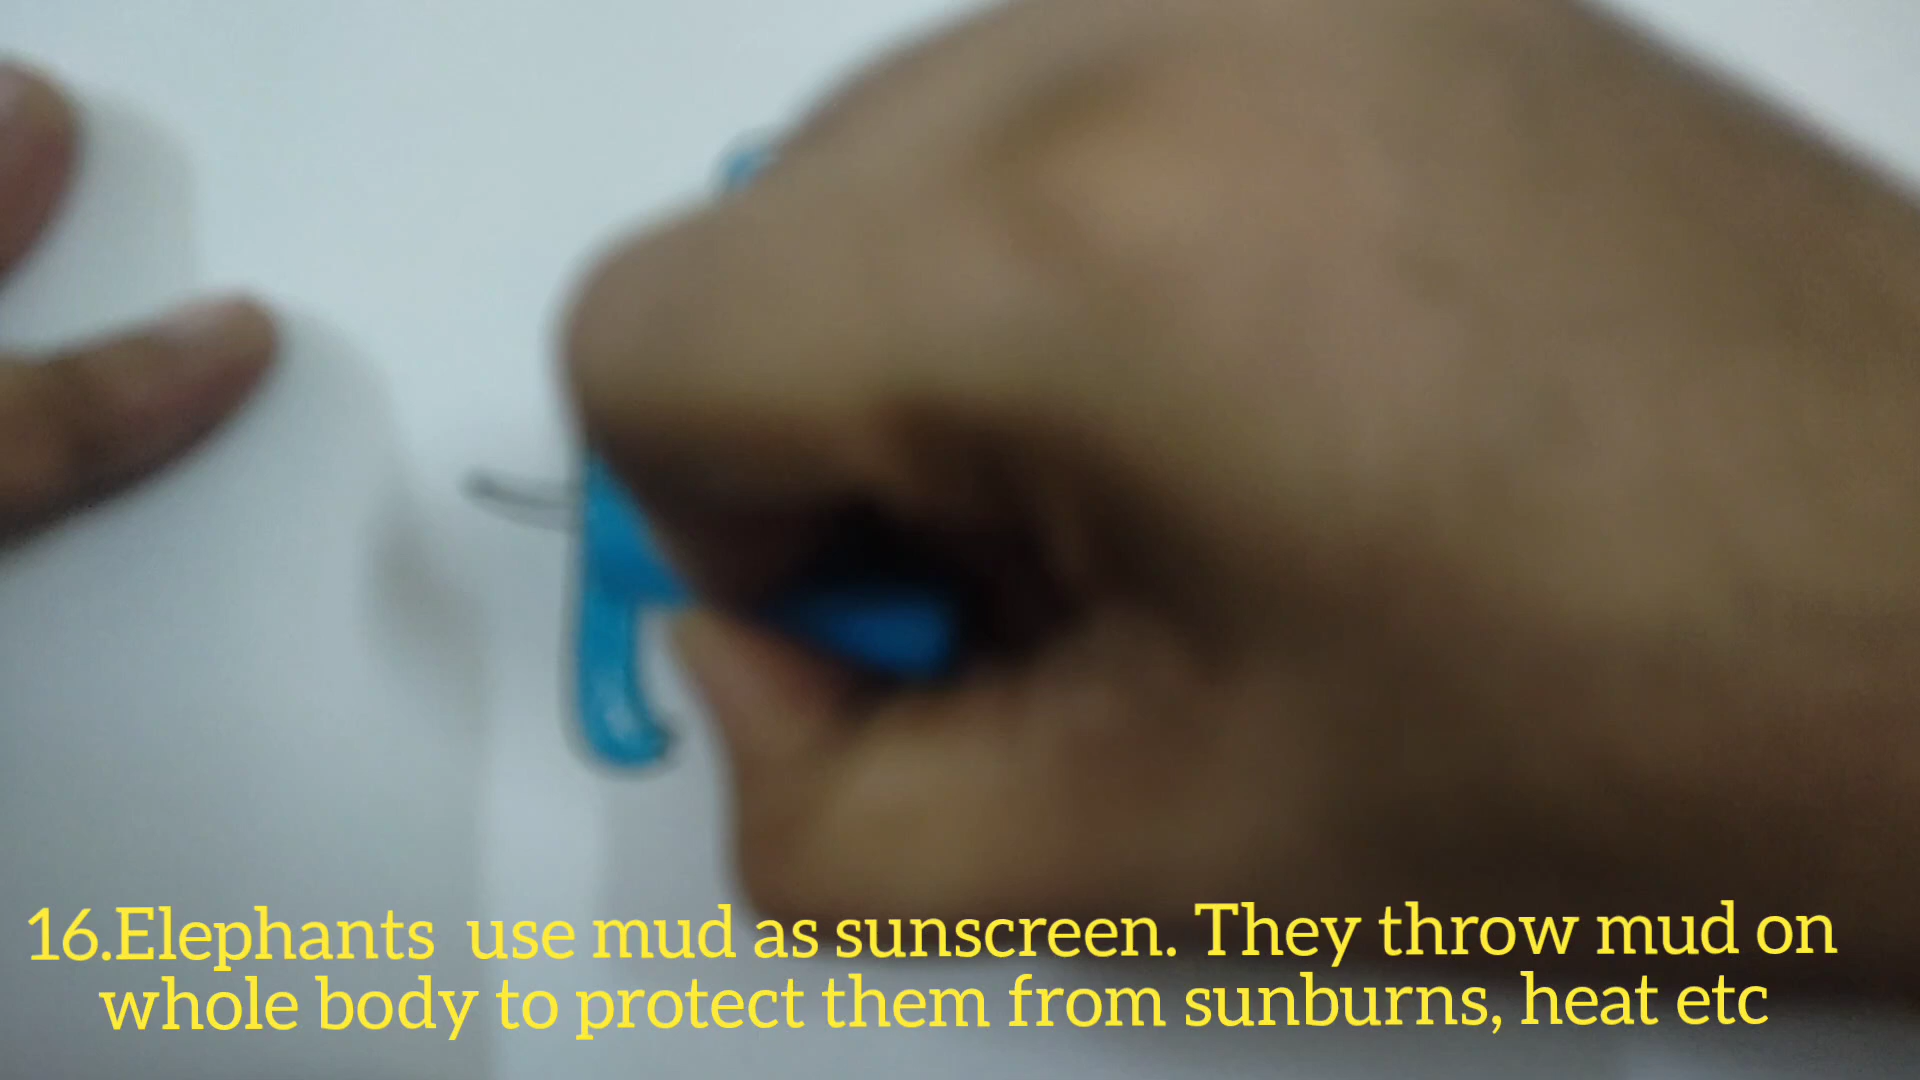 16.Elephants  use mud as sunscreen. They throw mud on
whole body to protect them from sunburns, heat etc